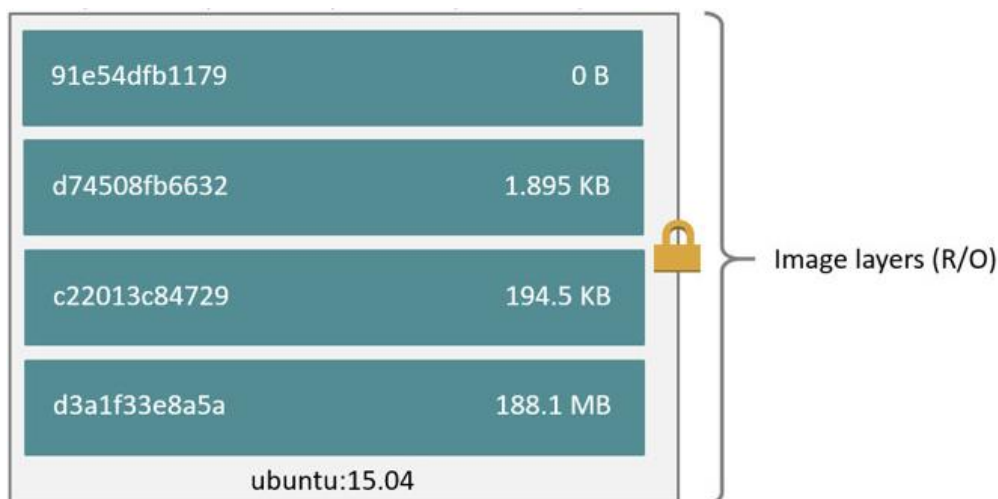 91e54dfb1179 0 B
d74508fb6632 1.895 KB
Image layers (R/O)
c22013c84729 194.5 KB
d3a1f33e8a5a 188.1 MB
ubuntu:15.04